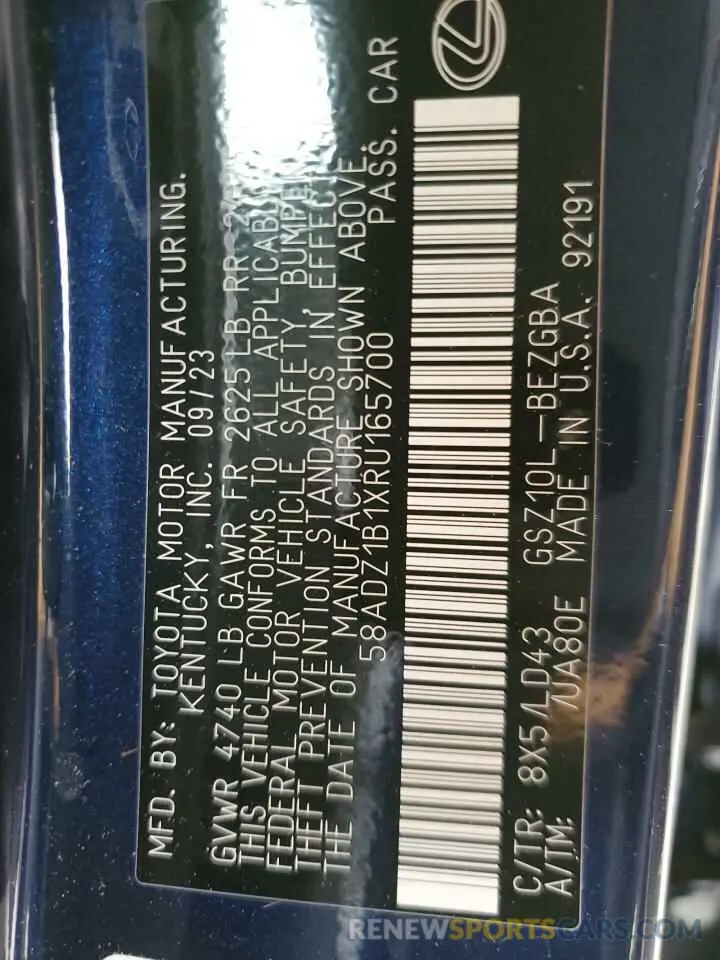 MFD. BY: TOYOTA MOTOR MANUFACTURING.
KENTUCKY, INC. 09/23
GVWR 4740 LB GAWR FR 2625 LB RR
THIS VEHICLE CONFORMS TO ALL APPLICABLE
FEDERAL MOTOR VEHICLE SAFETY, BUMPER
THEFT PREVENTION STANDARDS IN EFFECT
THE DATE OF MANUFACTURE SHOWN ABOVE.
58ADZ1B1XRU165700 PASS. CAR
C/TR: 8X5/LD43 GSZ10L-BEZGBA
A/TM: /UA80E MADE IN U.S.A. 92191
RENEWSPORTSCARS.COM